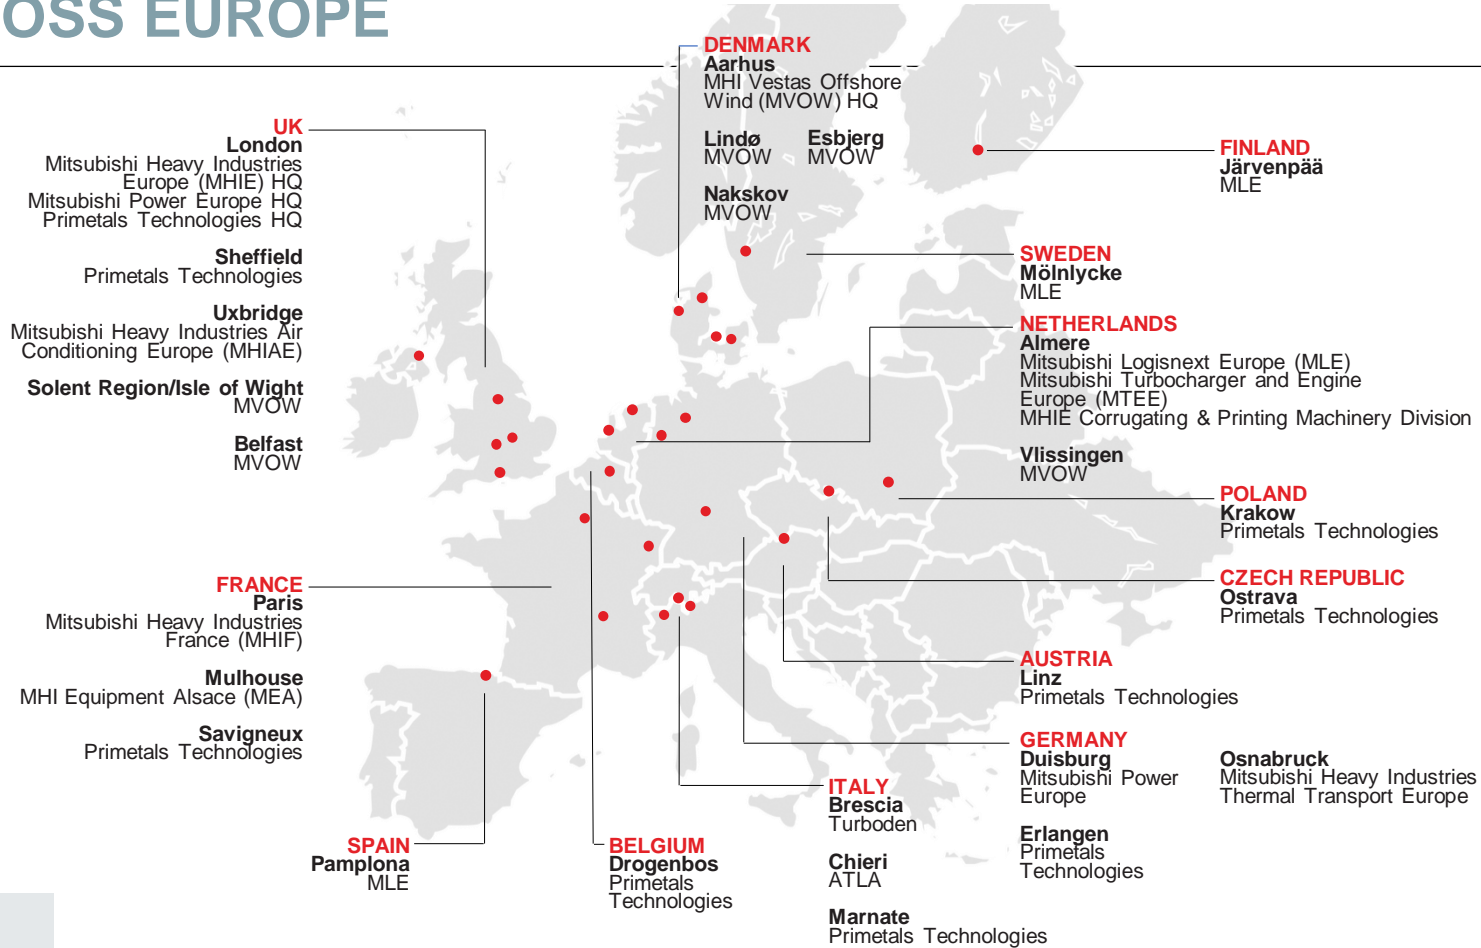 OSS EUROPE
DENMARK
Aarhus
MHI Vestas Offshore
Wind (MVOW) HQ
Lindø
MVOW
Esbjerg
MVOW
Nakskov
MVOW
UK
London
Mitsubishi Heavy Industries
Europe (MHIE) HQ
Mitsubishi Power Europe HQ
Primetals Technologies HQ
Sheffield
Primetals Technologies
Uxbridge
Mitsubishi Heavy Industries Air
Conditioning Europe (MHIAE)
Solent Region/Isle of Wight
MVOW
Belfast
MVOW
FINLAND
Järvenpää
MLE
SWEDEN
Mölnlycke
MLE
NETHERLANDS
Almere
Mitsubishi Logisnext Europe (MLE)
Mitsubishi Turbocharger and Engine
Europe (MTEE)
MHIE Corrugating & Printing Machinery Division
Vlissingen
MVOW
POLAND
Krakow
Primetals Technologies
CZECH REPUBLIC
Ostrava
Primetals Technologies
FRANCE
Paris
Mitsubishi Heavy Industries
France (MHIF)
Mulhouse
MHI Equipment Alsace (MEA)
Savigneux
Primetals Technologies
AUSTRIA
Linz
Primetals Technologies
GERMANY
Duisburg
Mitsubishi Power
Europe
Osnabruck
Mitsubishi Heavy Industries
Thermal Transport Europe
Erlangen
Primetals
Technologies
ITALY
Brescia
Turboden
Chieri
ATLA
Marnate
Primetals Technologies
SPAIN
Pamplona
MLE
BELGIUM
Drogenbos
Primetals
Technologies